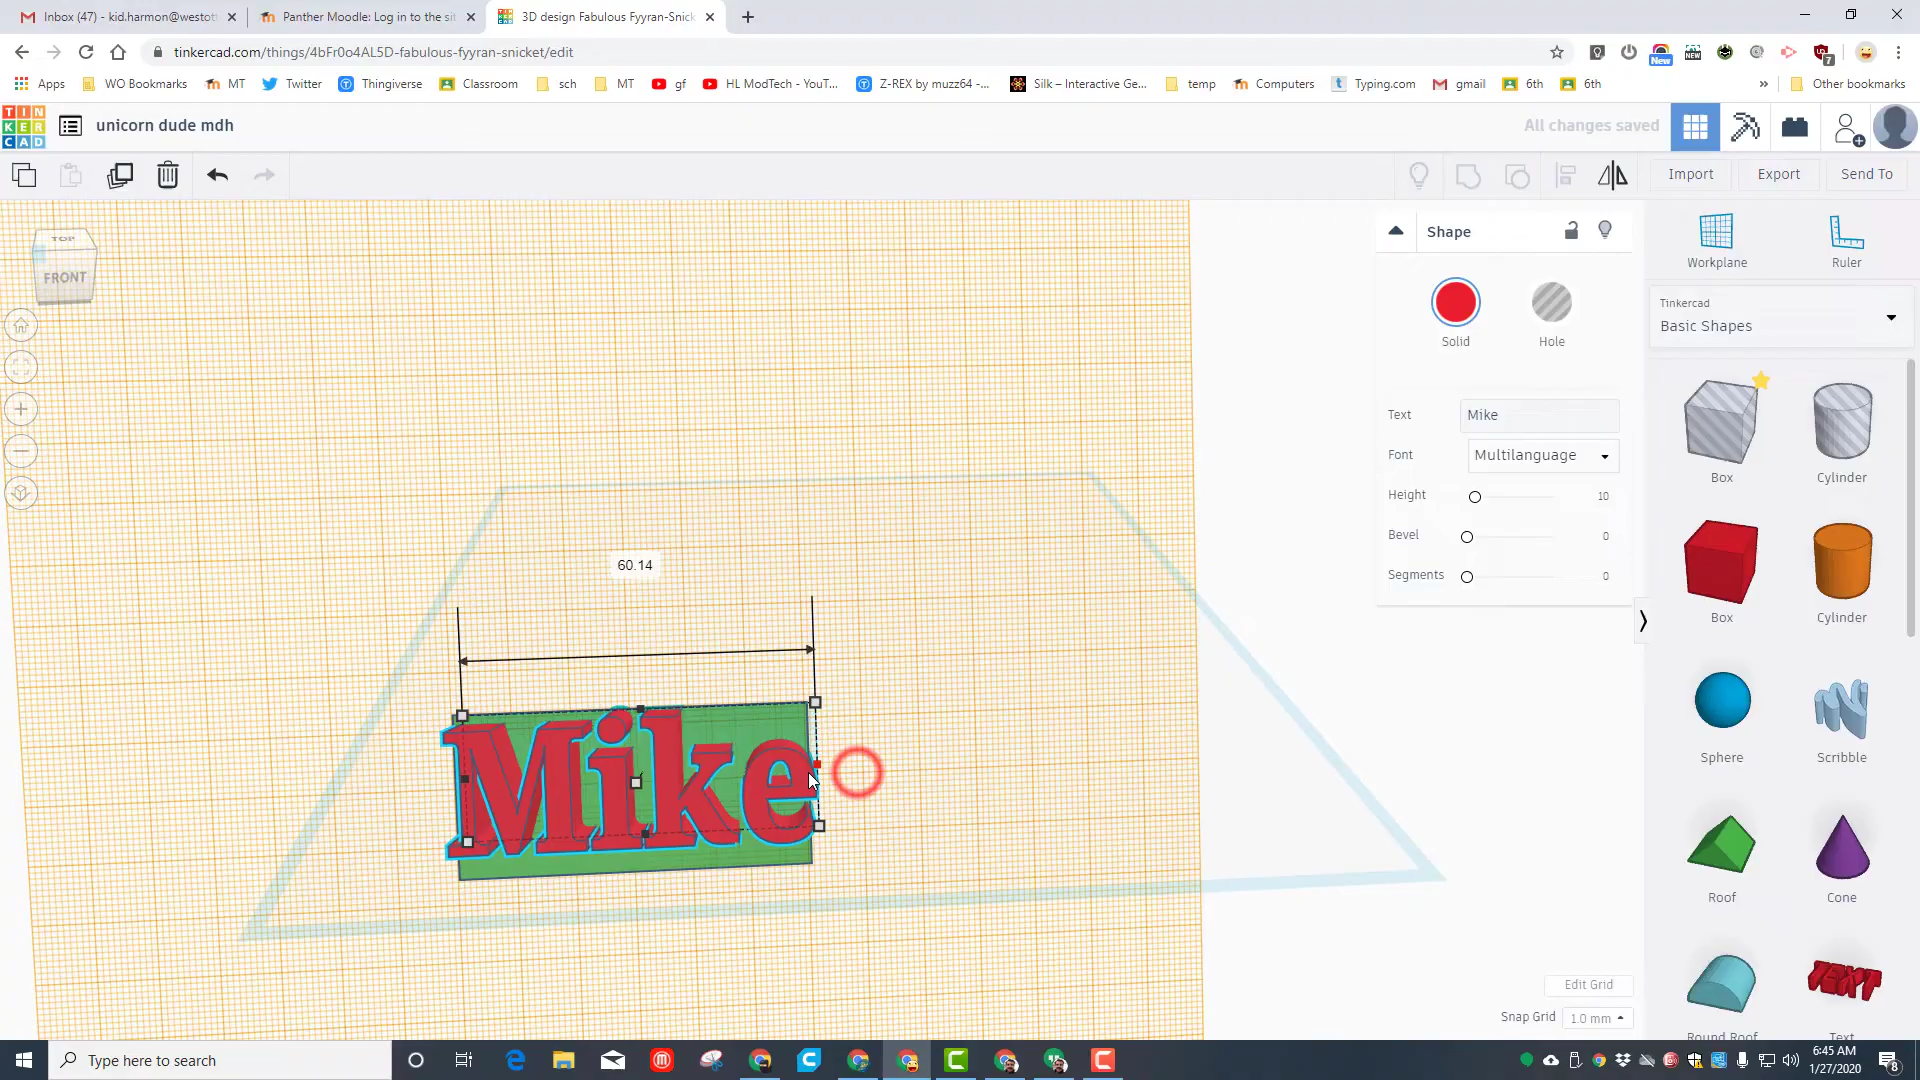 Inbox (47) - kid.harmon@westott
Panther Moodle: Log in to the sit
3D design Fabulous Fyyran-Snick
tinkercad.com/things/4bFr0o4AL5D-fabulous-fyyran-snicket/edit
New
NEW
7
Apps
WO Bookmarks
MT
Twitter
Thingiverse
Classroom
sch
MT
gf
HL ModTech - YouT...
Z-REX by muzz64 -...
Silk – Interactive Ge...
temp
Computers
Typing.com
gmail
6th
6th
»
Other bookmarks
TIN
KER
CAD
unicorn dude mdh
All changes saved
Import
Export
Send To
TOP
FRONT
Shape
Solid
Hole
Text
Mike
Font
Multilanguage
Height
10
Bevel
0
Segments
0
Workplane
Ruler
Tinkercad
Basic Shapes
Box
Cylinder
Box
Cylinder
Sphere
Scribble
Roof
Cone
TEXT
Round Roof
Text
60.14
Mike
Edit Grid
Snap Grid
1.0 mm
Type here to search
6:45 AM
1/27/2020
8